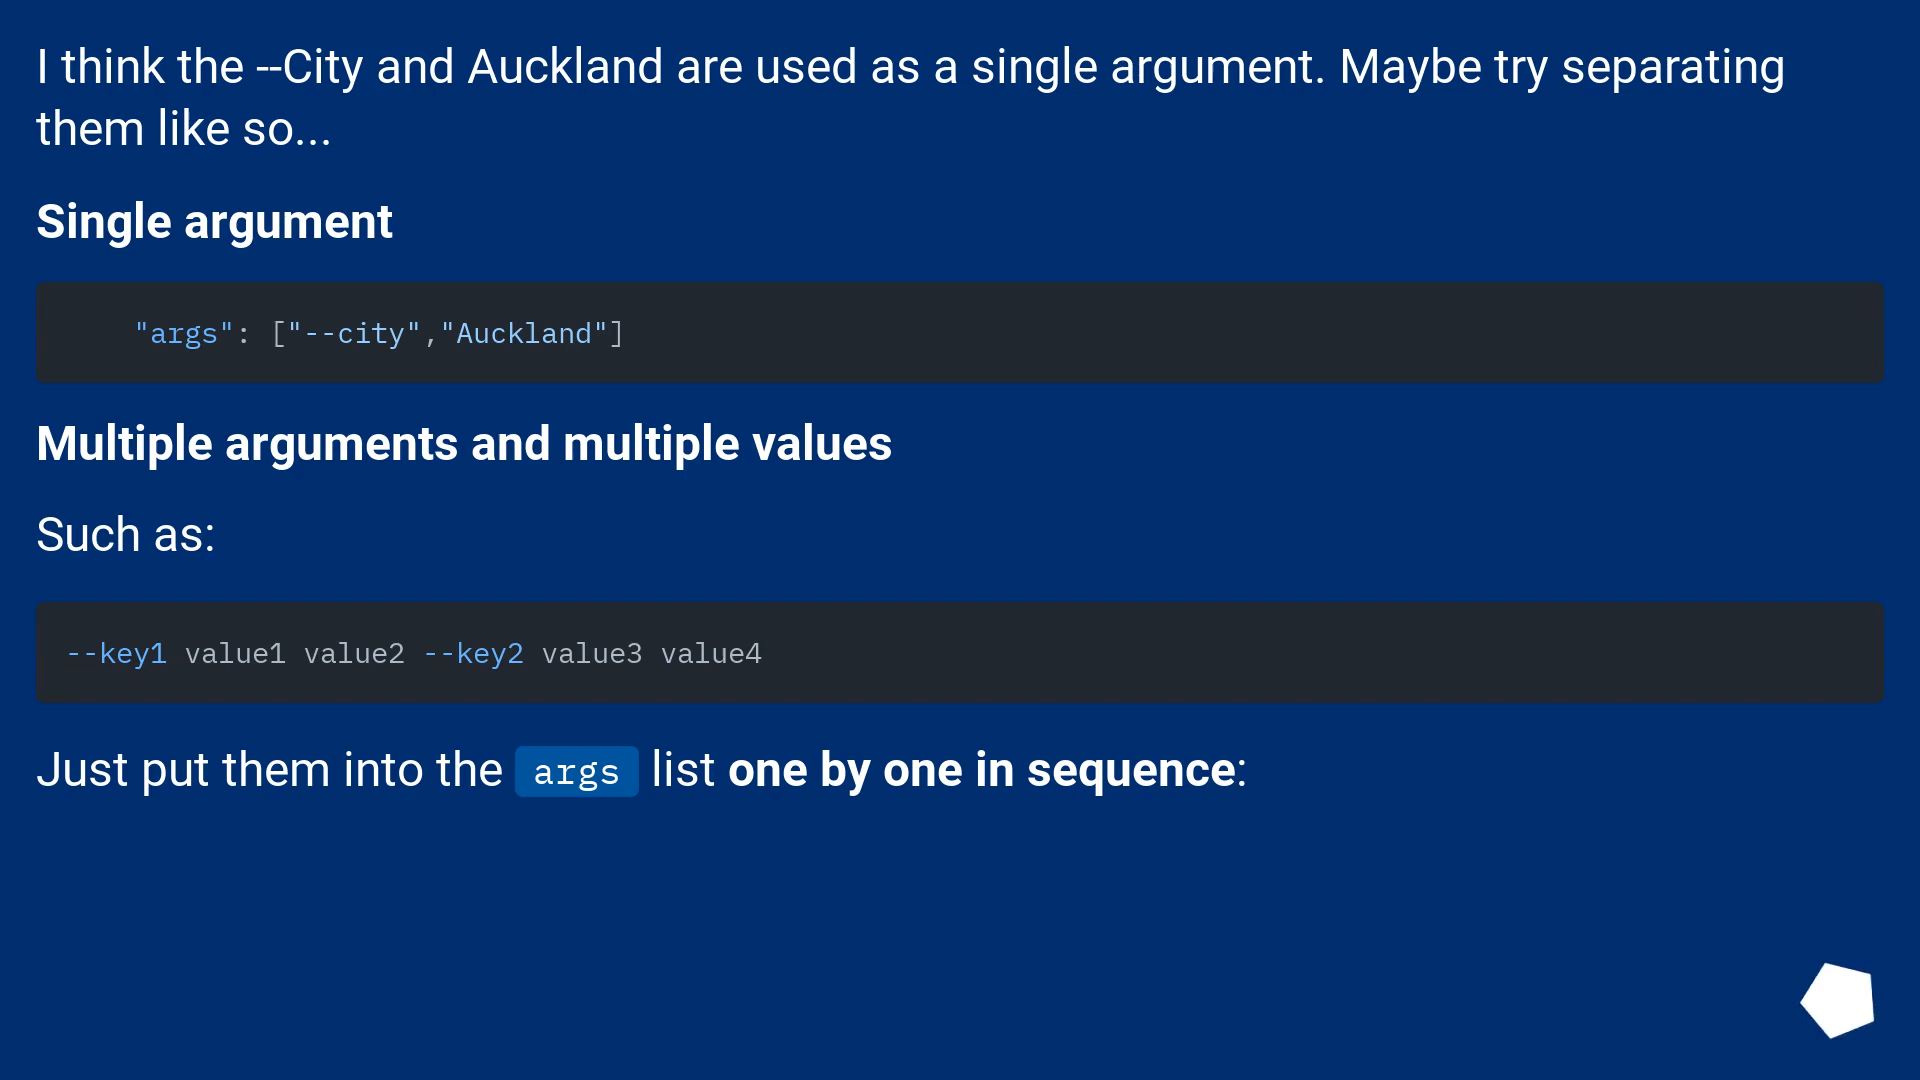 I think the --City and Auckland are used as a single argument. Maybe try separating
them like so...
Single argument
"args": ["--city","Auckland"]
Multiple arguments and multiple values
Such as:
--key1 value1 value2 --key2 value3 value4
Just put them into the args list one by one in sequence: